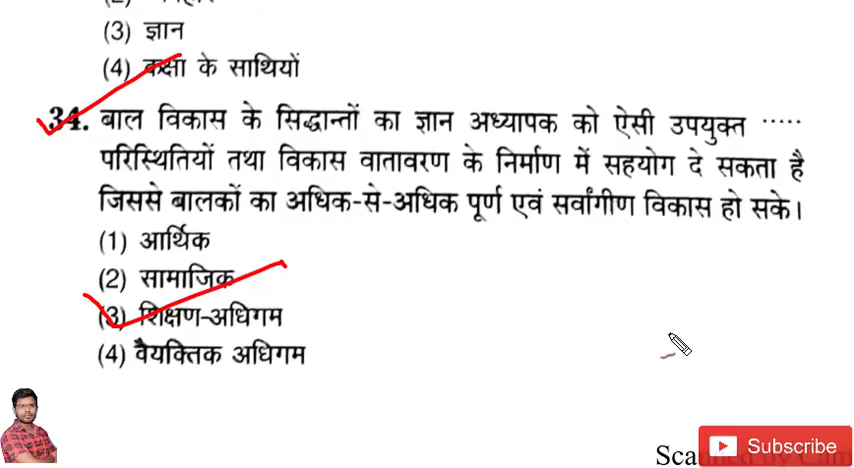 (3) ज्ञान
(4) कक्षा के साथियों
34. बाल विकास के सिद्धान्तों का ज्ञान अध्यापक को ऐसी उपयुक्त .....
परिस्थितियों तथा विकास वातावरण के निर्माण में सहयोग दे सकता है
जिससे बालकों का अधिक-से-अधिक पूर्ण एवं सर्वांगीण विकास हो सके।
(1) आर्थिक
(2) सामाजिक
(3) शिक्षण-अधिगम
(4) वैयक्तिक अधिगम
Subscribe